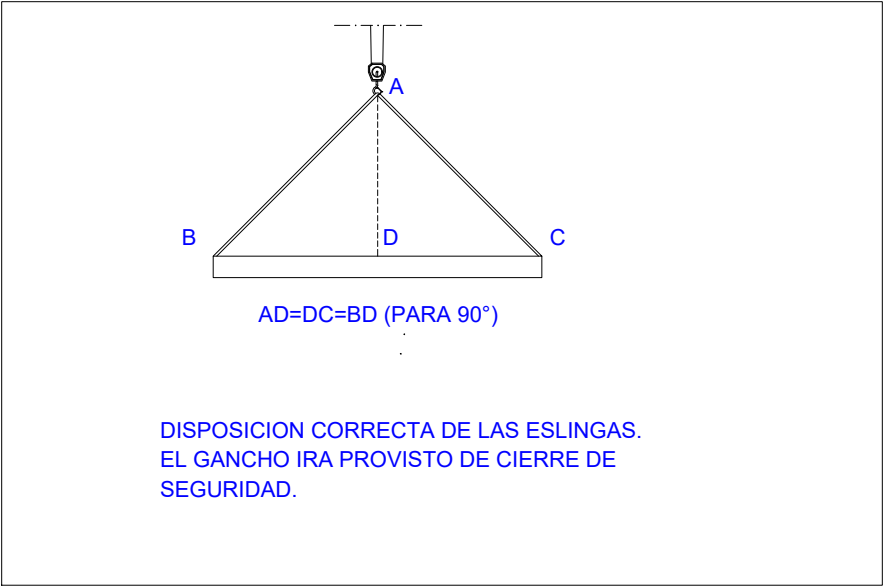 A
B
D
C
AD=DC=BD (PARA 90°)
DISPOSICION CORRECTA DE LAS ESLINGAS.
EL GANCHO IRA PROVISTO DE CIERRE DE
SEGURIDAD.